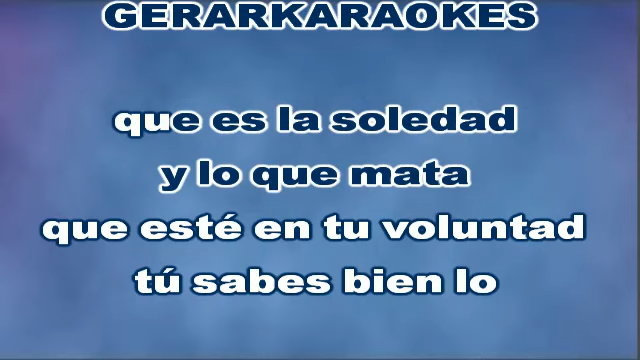 GERARKARAOKES
que es la soledad
y lo que mata
que esté en tu voluntad
tú sabes bien lo